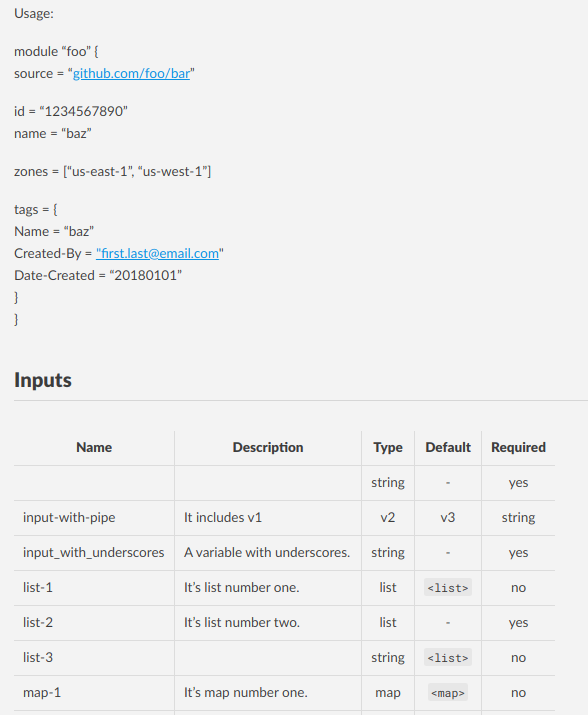 Usage:
module “foo” {
source = “github.com/foo/bar”
id = “1234567890”
name = “baz”
zones = [“us-east-1”, “us-west-1”]
tags = {
Name = “baz”
Created-By = "first.last@email.com"
Date-Created = “20180101”
}
}
Inputs
Name Description Type Default Required
string - yes
input-with-pipe It includes v1 v2 v3 string
input_with_underscores A variable with underscores. string - yes
list-1 It’s list number one. list <list> no
list-2 It’s list number two. list - yes
list-3 string <list> no
map-1 It’s map number one. map <map> no